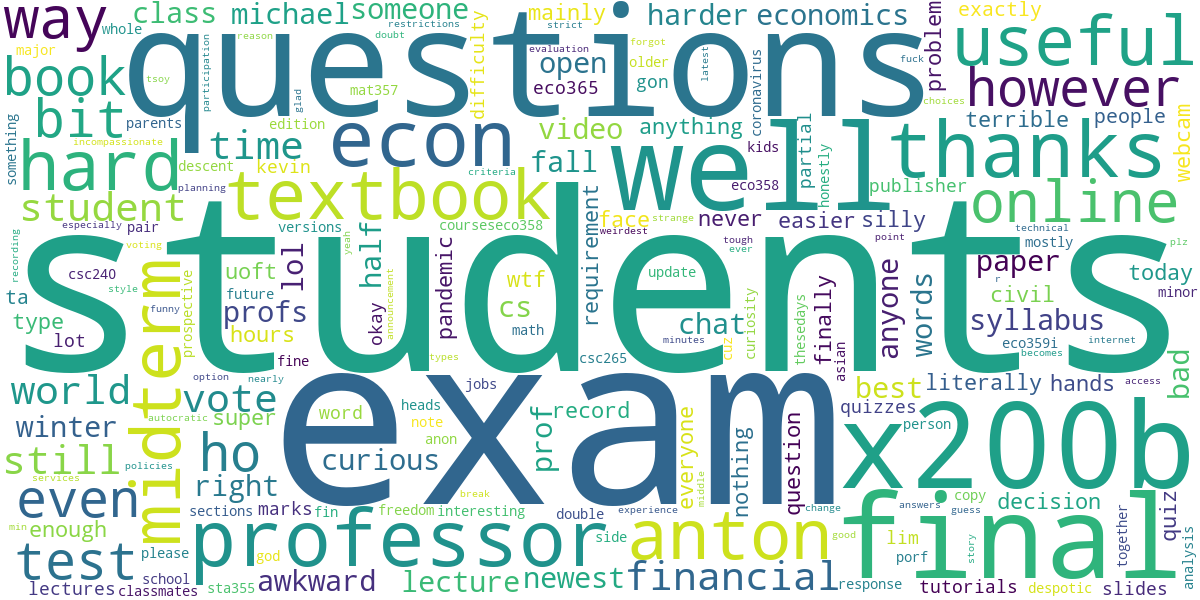 way
whole
class
michael
someone
restrictions
doubt
mainly
strict
harder
economics
exactly
major
questions
reason
difficulty
evaluation
forgot
older
latest
fuck
problem
useful
book
tsoy
participation
glad
mat357
open
eco365
gon
coronavirus
choices
however
bit
parents
edition
econ
video
anything
terrible
people
something
incompassionate
time
well
kids
partial
honestly
thanks
webcam
hard
descent
kevin
fall
criteria
planning
textbook
requirement
eco358
publisher
student
especially
pair
versions
courseseco358
face
strange
weirdest
never
easier
silly
online
recording
voting
lol
half
yeah
students
tough
ever
point
technical
mostly
plz
csc240
uoft
pandemic
wtf
update
curiosity
thesedays
finally
anyone
words
paper
r
today
ta
style
future
cs
civil
minor
type
funny
profs
okay
announcement
math
chat
minutes
syllabus
lot
prospective
hours
fine
types
csc265
cuz
asian
eco359i
becomes
internet
bad
midterm
world
option
nearly
vote
jobs
exam
best
literally
hands
access
winter
autocratic
super
word
heads
note
anon
prof
record
everyone
quizzes
x200b
person
still
policies
services
ho
curious
nothing
question
even
right
break
middle
copy
decision
quiz
min
enough
sections
marks
fin
freedom
interesting
experience
double
change
answers
guess
final
test
please
professor
side
anton
good
lim
porf
story
together
analysis
god
lectures
school
classmates
sta355
awkward
lecture
newest
financial
response
tutorials
despotic
slides